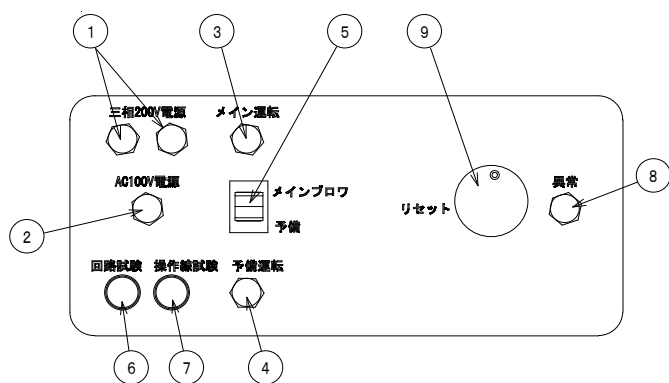 1
3
5
9
三相200V電源
メイン運転
AC100V電源
メインブロワ
リセット
異常
8
2
予備
回路試験
操作線試験
予備運転
6
7
4